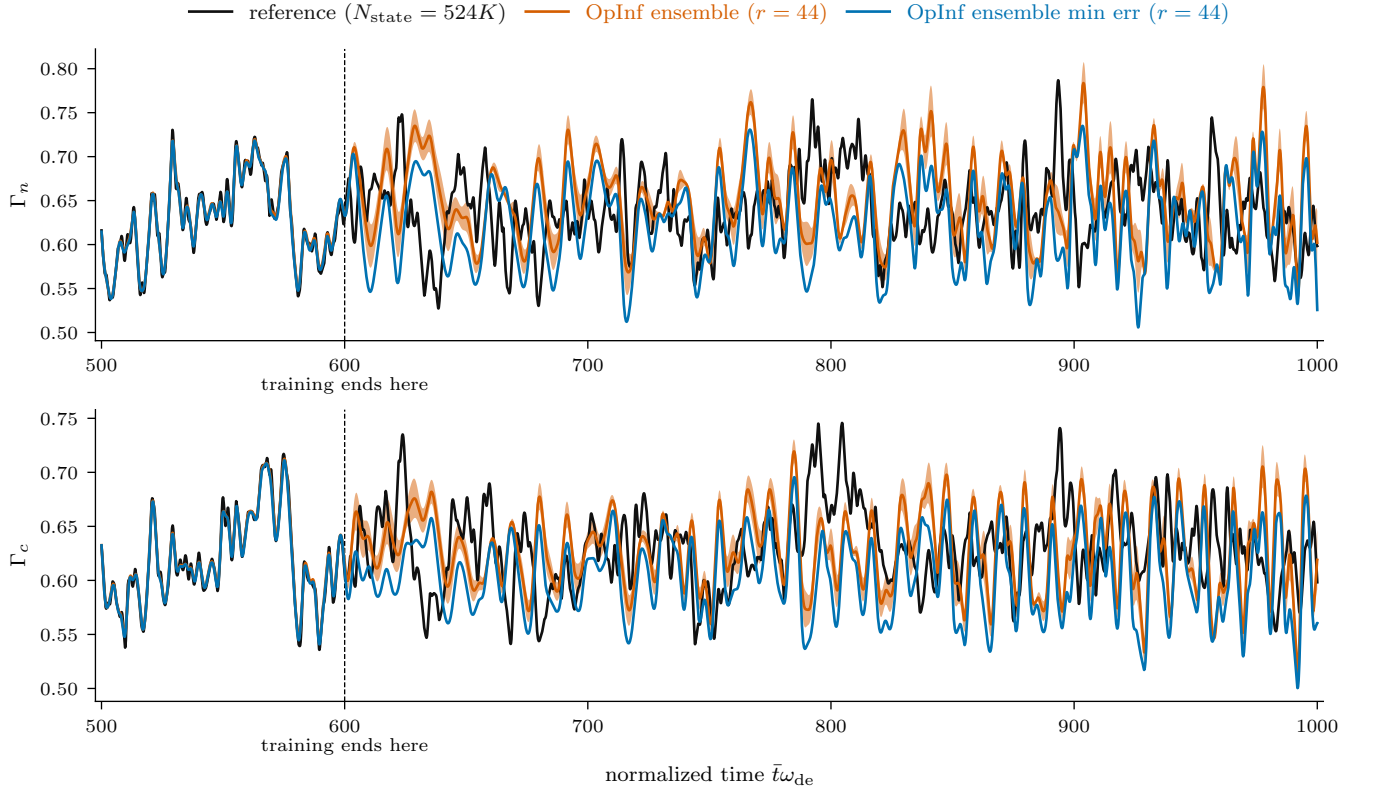 reference (N_state = 524K) OpInf ensemble (r = 44) OpInf ensemble min err (r = 44)
0.80
0.75
0.70
0.65
0.60
0.55
0.50
Γ_n
500 600 700 800 900 1000
training ends here
0.75
0.70
0.65
0.60
0.55
0.50
Γ_c
500 600 700 800 900 1000
training ends here
normalized time t̄ω_de